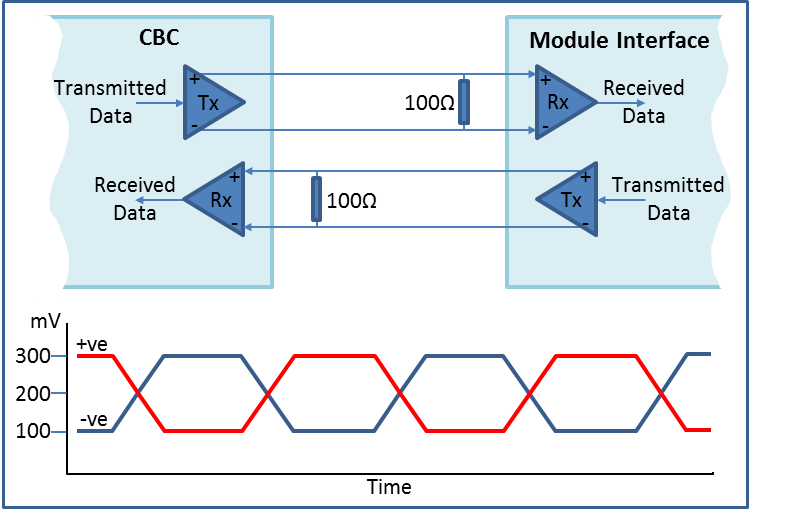 CBC
Module Interface
Transmitted
Data
+
Tx
-
100Ω
+
Rx
-
Received
Data
Received
Data
+
Rx
-
100Ω
+
Tx
-
Transmitted
Data
mV
+ve
300
200
100
-ve
Time